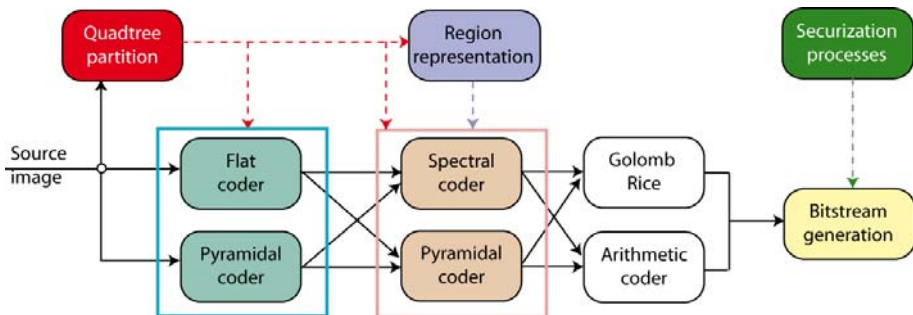 Quadtree
partition
Region
representation
Securization
processes
Source
image
Flat
coder
Spectral
coder
Golomb
Rice
Pyramidal
coder
Pyramidal
coder
Arithmetic
coder
Bitstream
generation